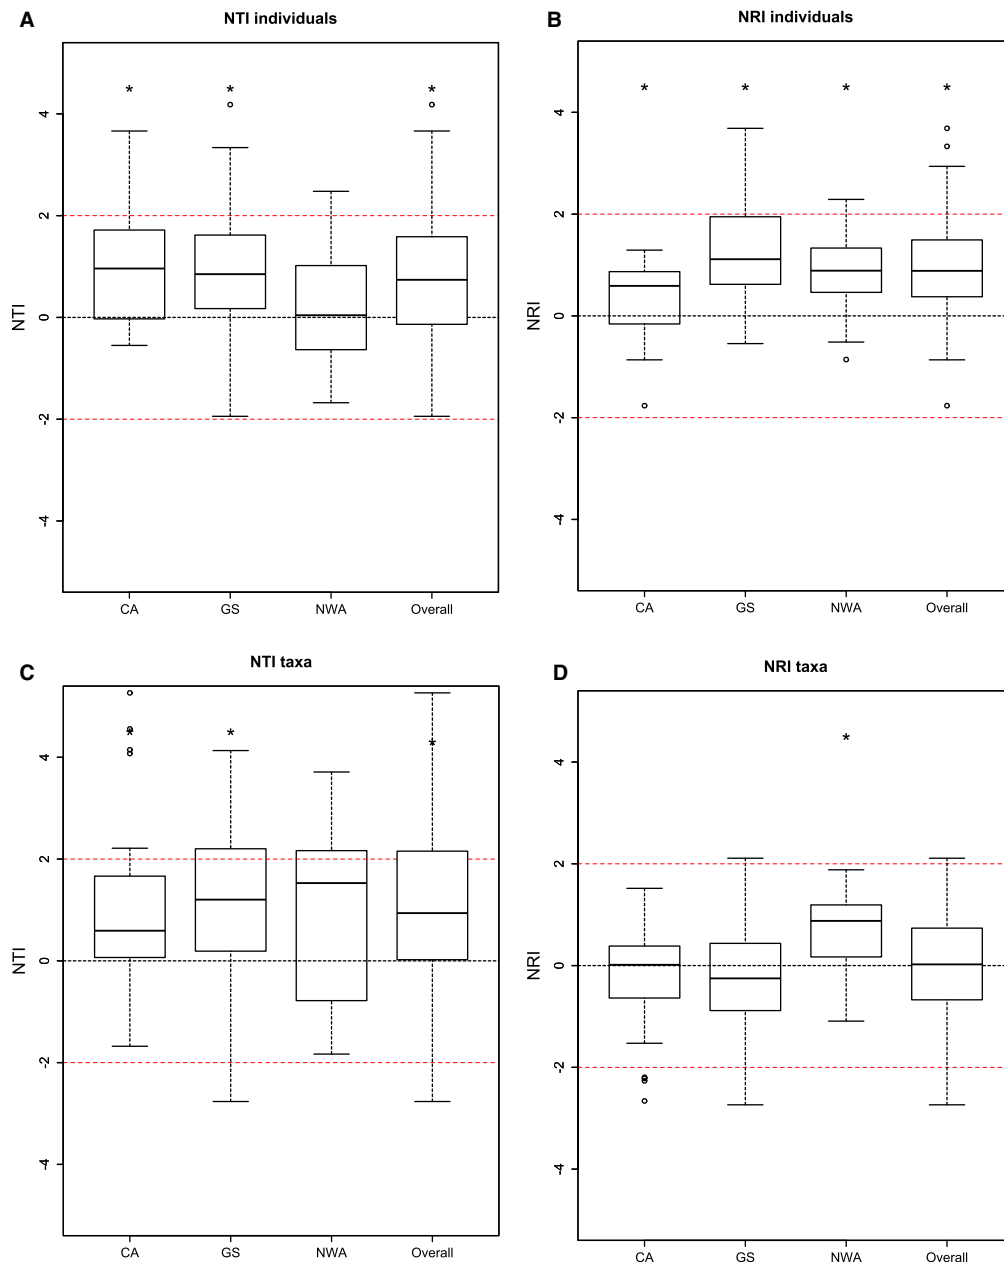 A
NTI individuals
NTI
4
2
0
-2
-4
* * *
CA GS NWA Overall
B
NRI individuals
NRI
4
2
0
-2
-4
* * * *
CA GS NWA Overall
C
NTI taxa
NTI
4
2
0
-2
-4
* * *
CA GS NWA Overall
D
NRI taxa
NRI
4
2
0
-2
-4
*
CA GS NWA Overall